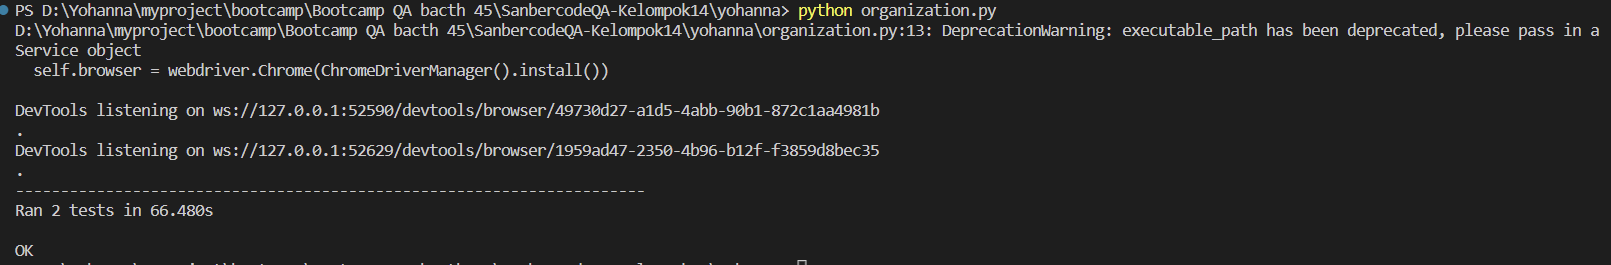 PS D:\Yohanna\myproject\bootcamp\Bootcamp QA bacth 45\SanbercodeQA-Kelompok14\yohanna> python organization.py
D:\Yohanna\myproject\bootcamp\Bootcamp QA bacth 45\SanbercodeQA-Kelompok14\yohanna\organization.py:13: DeprecationWarning: executable_path has been deprecated, please pass in a
Service object
  self.browser = webdriver.Chrome(ChromeDriverManager().install())
DevTools listening on ws://127.0.0.1:52590/devtools/browser/49730d27-a1d5-4abb-90b1-872c1aa4981b
.
DevTools listening on ws://127.0.0.1:52629/devtools/browser/1959ad47-2350-4b96-b12f-f3859d8bec35
.
----------------------------------------------------------------------
Ran 2 tests in 66.480s
OK